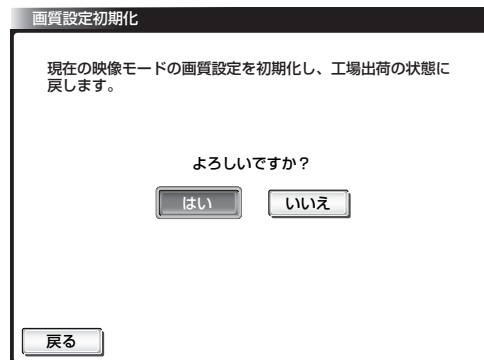 画質設定初期化
現在の映像モードの画質設定を初期化し、工場出荷の状態に
戻します。
よろしいですか？
はい いいえ
戻る